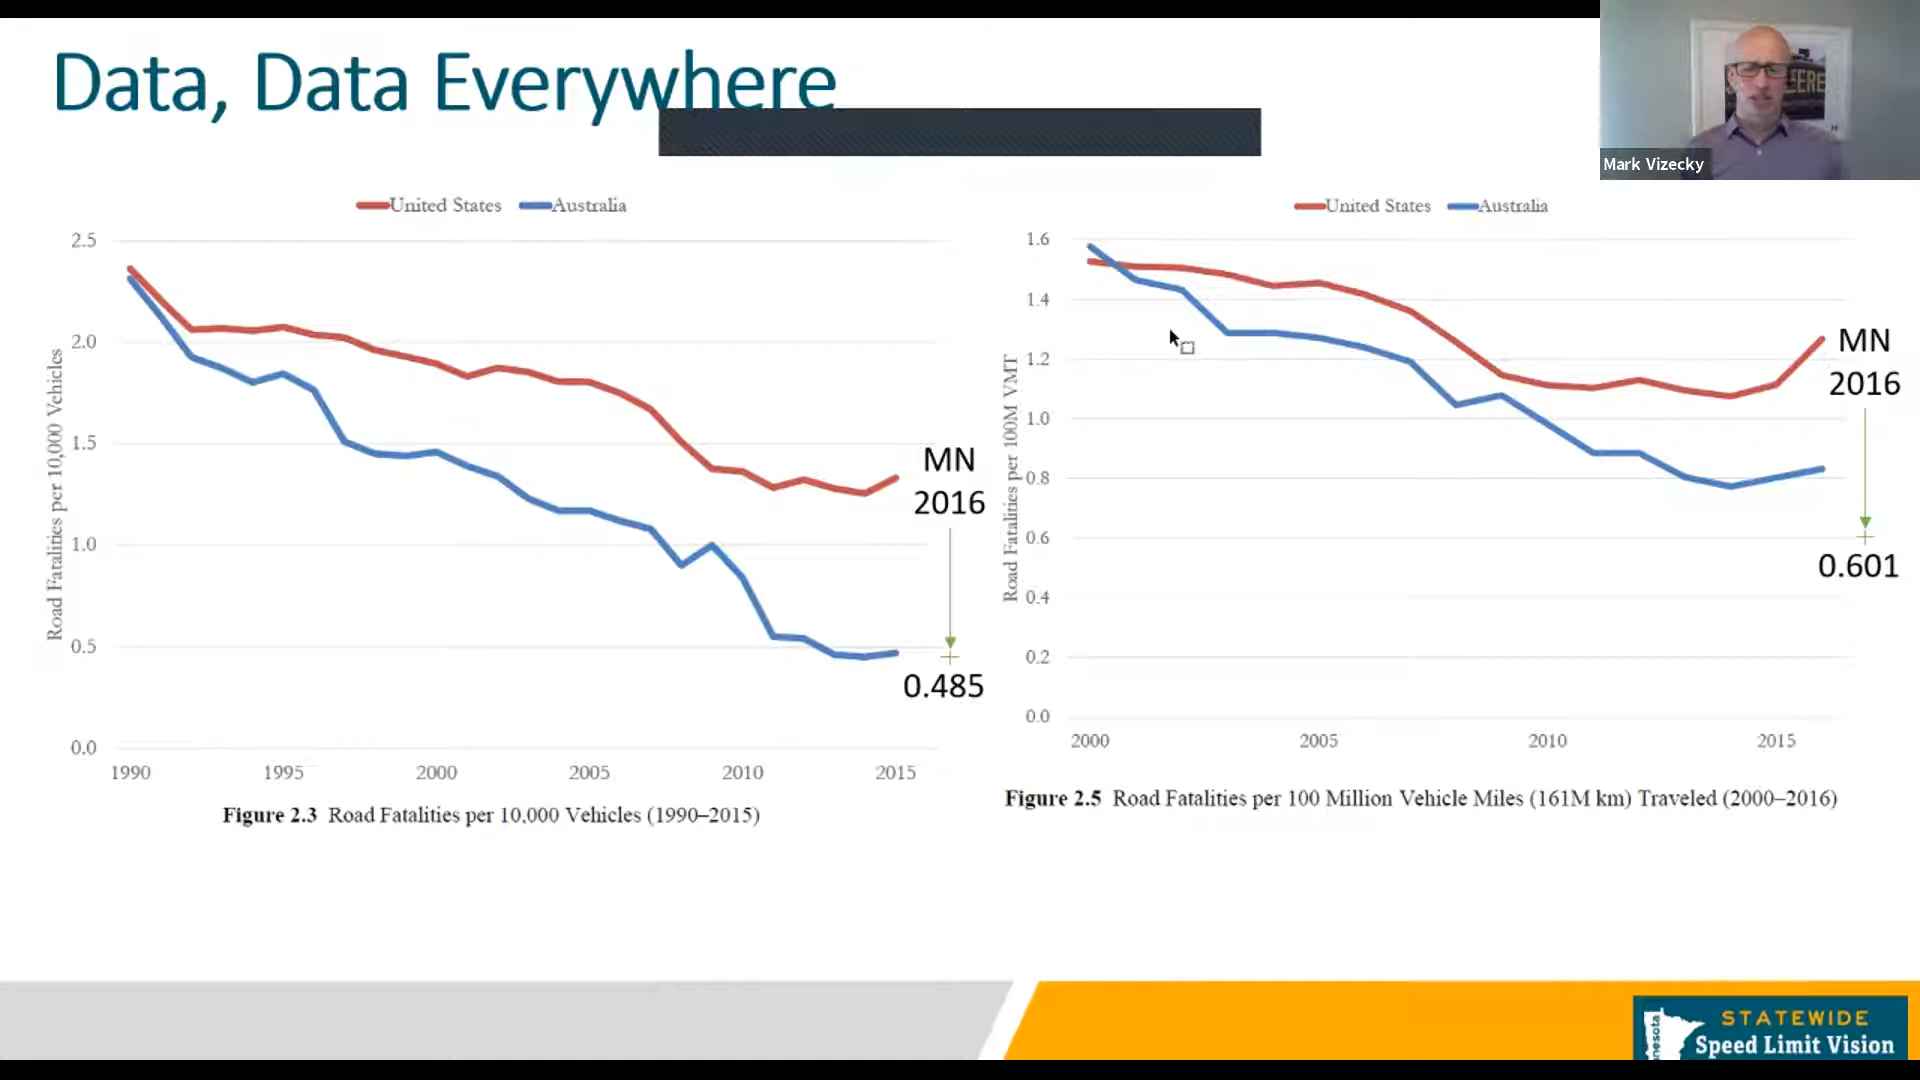 Data, Data Everywhere
Mark Vizecky
United States Australia
2.5
2.0
1.5
1.0
0.5
0.0
Road Fatalities per 10,000 Vehicles
1990 1995 2000 2005 2010 2015
MN
2016
0.485
Figure 2.3 Road Fatalities per 10,000 Vehicles (1990–2015)
United States Australia
1.6
1.4
1.2
1.0
0.8
0.6
0.4
0.2
0.0
Road Fatalities per 100M VMT
2000 2005 2010 2015
MN
2016
0.601
Figure 2.5 Road Fatalities per 100 Million Vehicle Miles (161M km) Traveled (2000–2016)
STATEWIDE
Speed Limit Vision